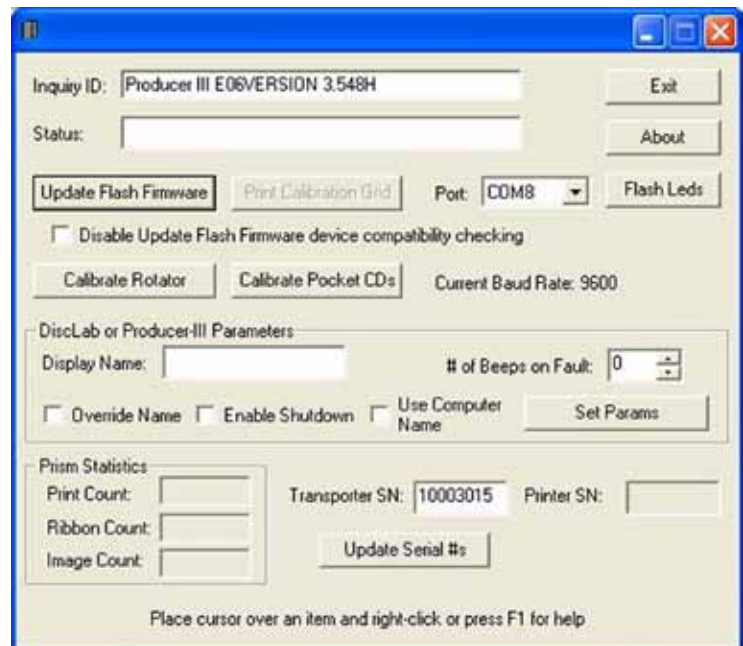 Inquiry ID: Producer III E06VERSION 3.548H Exit
Status: About
Update Flash Firmware Print Calibration Grid Port: COM8 Flash Leds
Disable Update Flash Firmware device compatibility checking
Calibrate Rotator Calibrate Pocket CDs Current Baud Rate: 9600
DiscLab or Producer-III Parameters
Display Name: # of Beeps on Fault: 0
Override Name Enable Shutdown Use Computer Name Set Params
Prism Statistics
Print Count: Transporter SN: 10003015 Printer SN:
Ribbon Count:
Update Serial #s
Image Count:
Place cursor over an item and right-click or press F1 for help